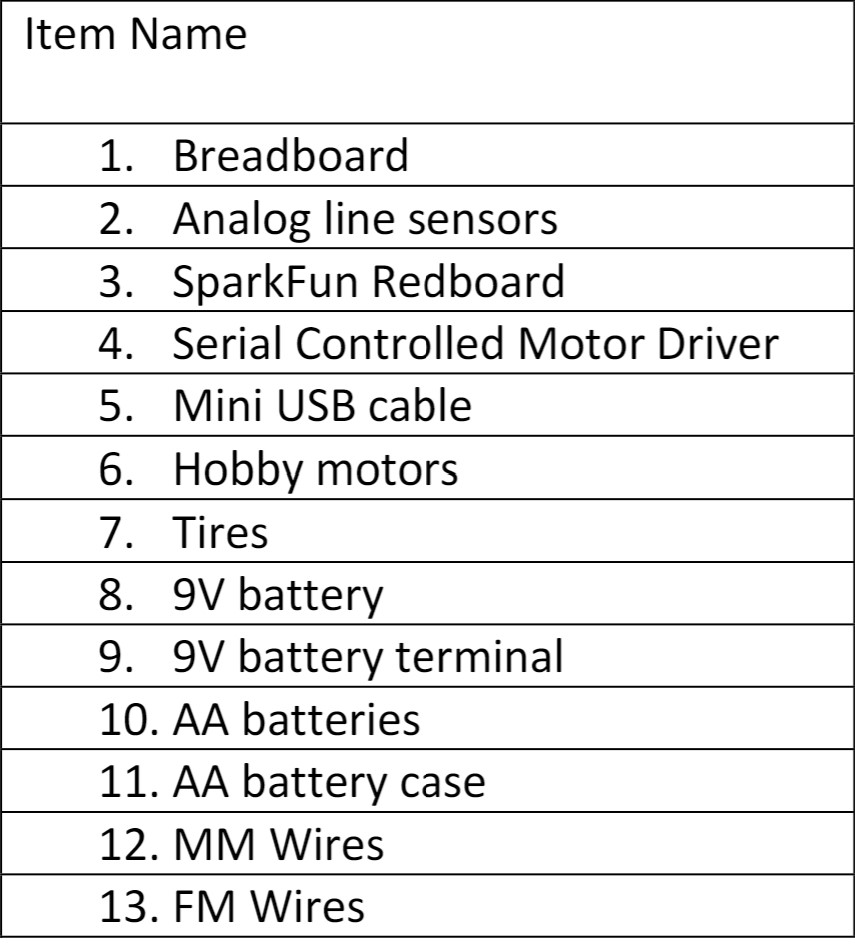 Item Name
1. Breadboard
2. Analog line sensors
3. SparkFun Redboard
4. Serial Controlled Motor Driver
5. Mini USB cable
6. Hobby motors
7. Tires
8. 9V battery
9. 9V battery terminal
10. AA batteries
11. AA battery case
12. MM Wires
13. FM Wires